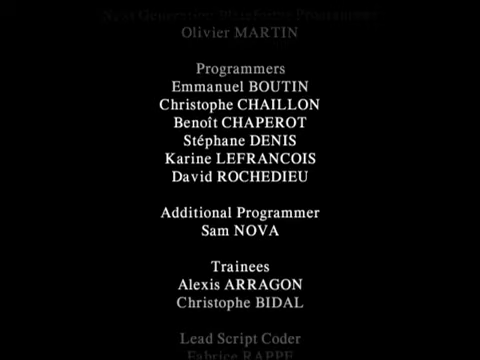 Next Generation Platforms Programmer
Olivier MARTIN
Programmers
Emmanuel BOUTIN
Christophe CHAILLON
Benoît CHAPEROT
Stéphane DENIS
Karine LEFRANCOIS
David ROCHEDIEU
Additional Programmer
Sam NOVA
Trainees
Alexis ARRAGON
Christophe BIDAL
Lead Script Coder
Fabrice RAPPE